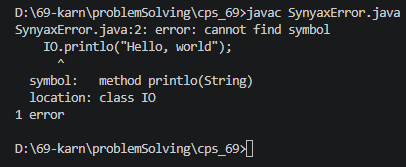 D:\69-karn\problemSolving\cps_69>javac SynyaxError.java
SynyaxError.java:2: error: cannot find symbol
    IO.printlo("Hello, world");
      ^
  symbol:   method printlo(String)
  location: class IO
1 error
D:\69-karn\problemSolving\cps_69>